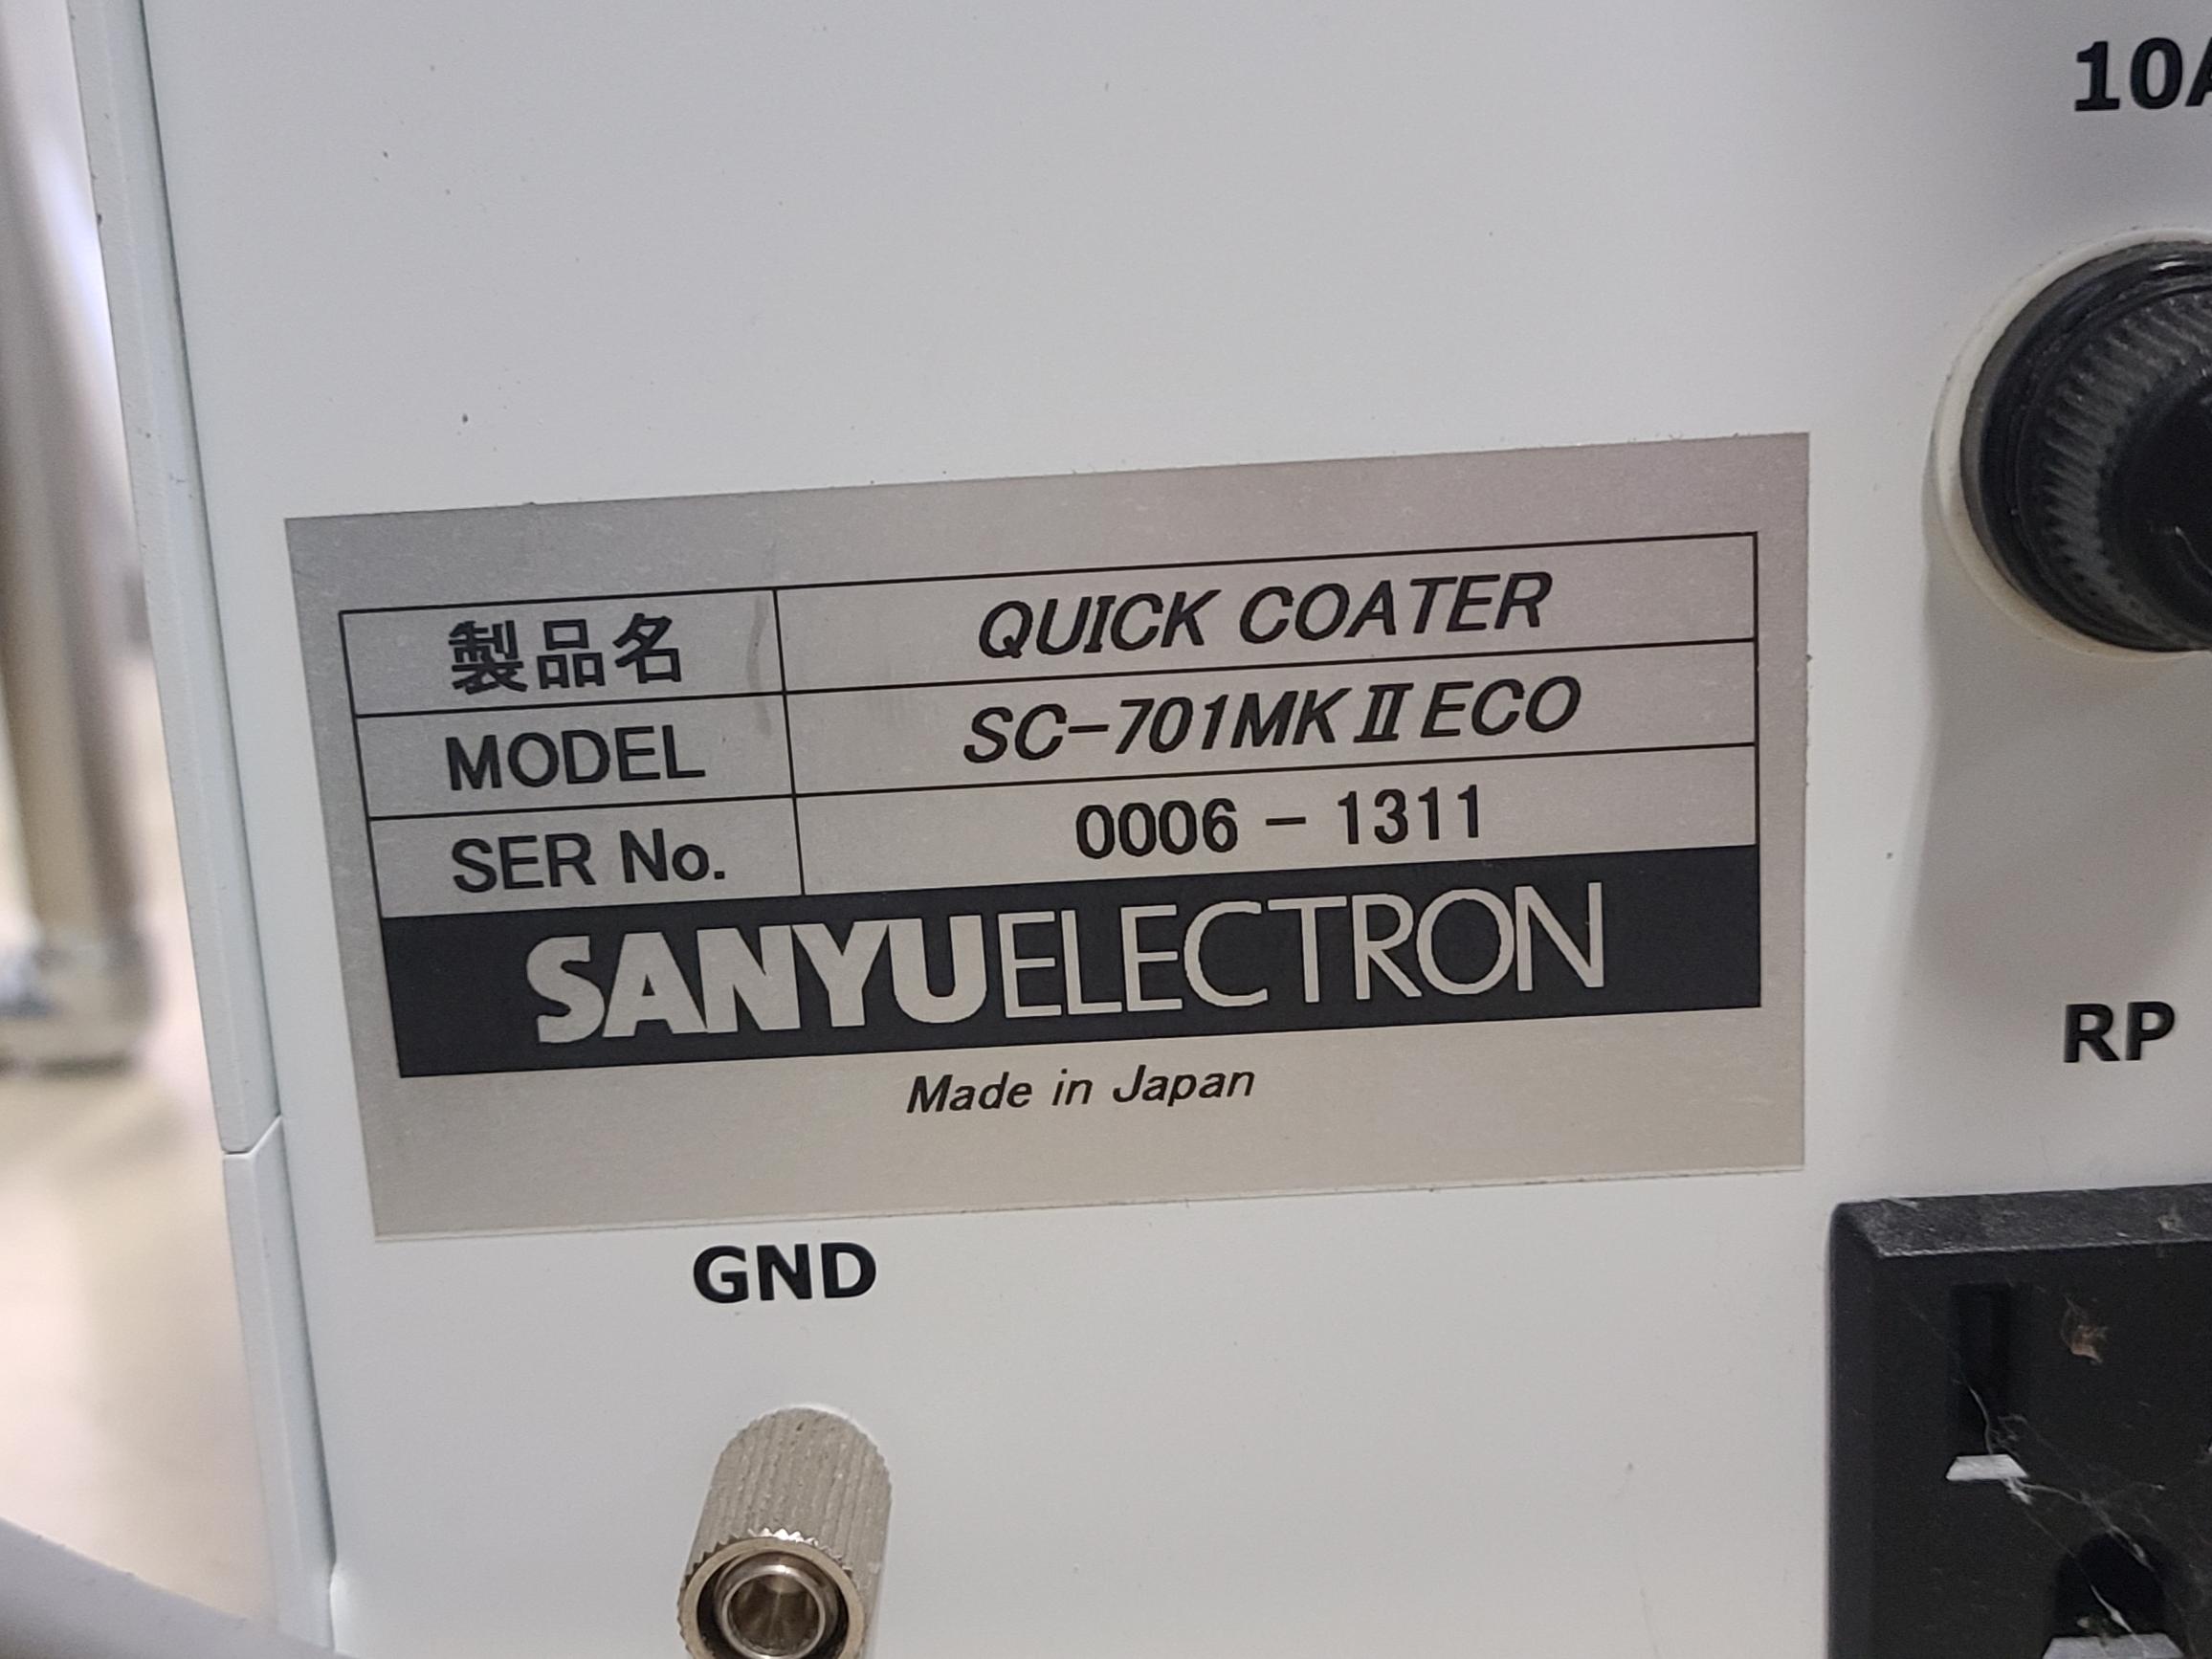 10A
製品名 QUICK COATER
MODEL SC-701MKⅡECO
SER No. 0006-1311
SANYUELECTRON
Made in Japan
RP
GND